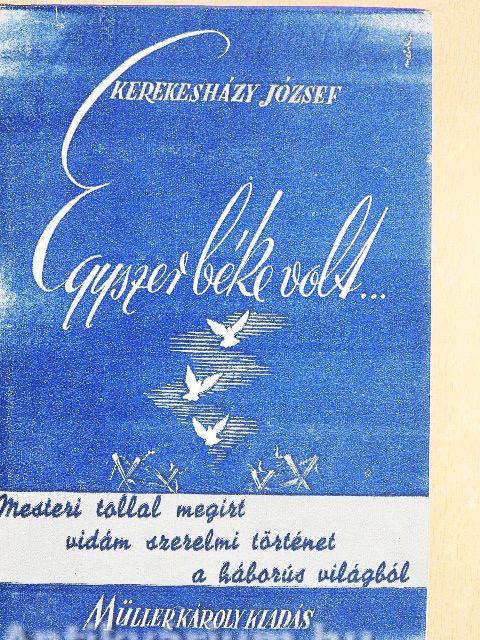 KEREKESHÁZY JÓZSEF
Egyszer béke volt...
Mesteri tollal megírt
vidám szerelmi történet
a háborús világból
MÜLLER KÁROLY KIADÁS